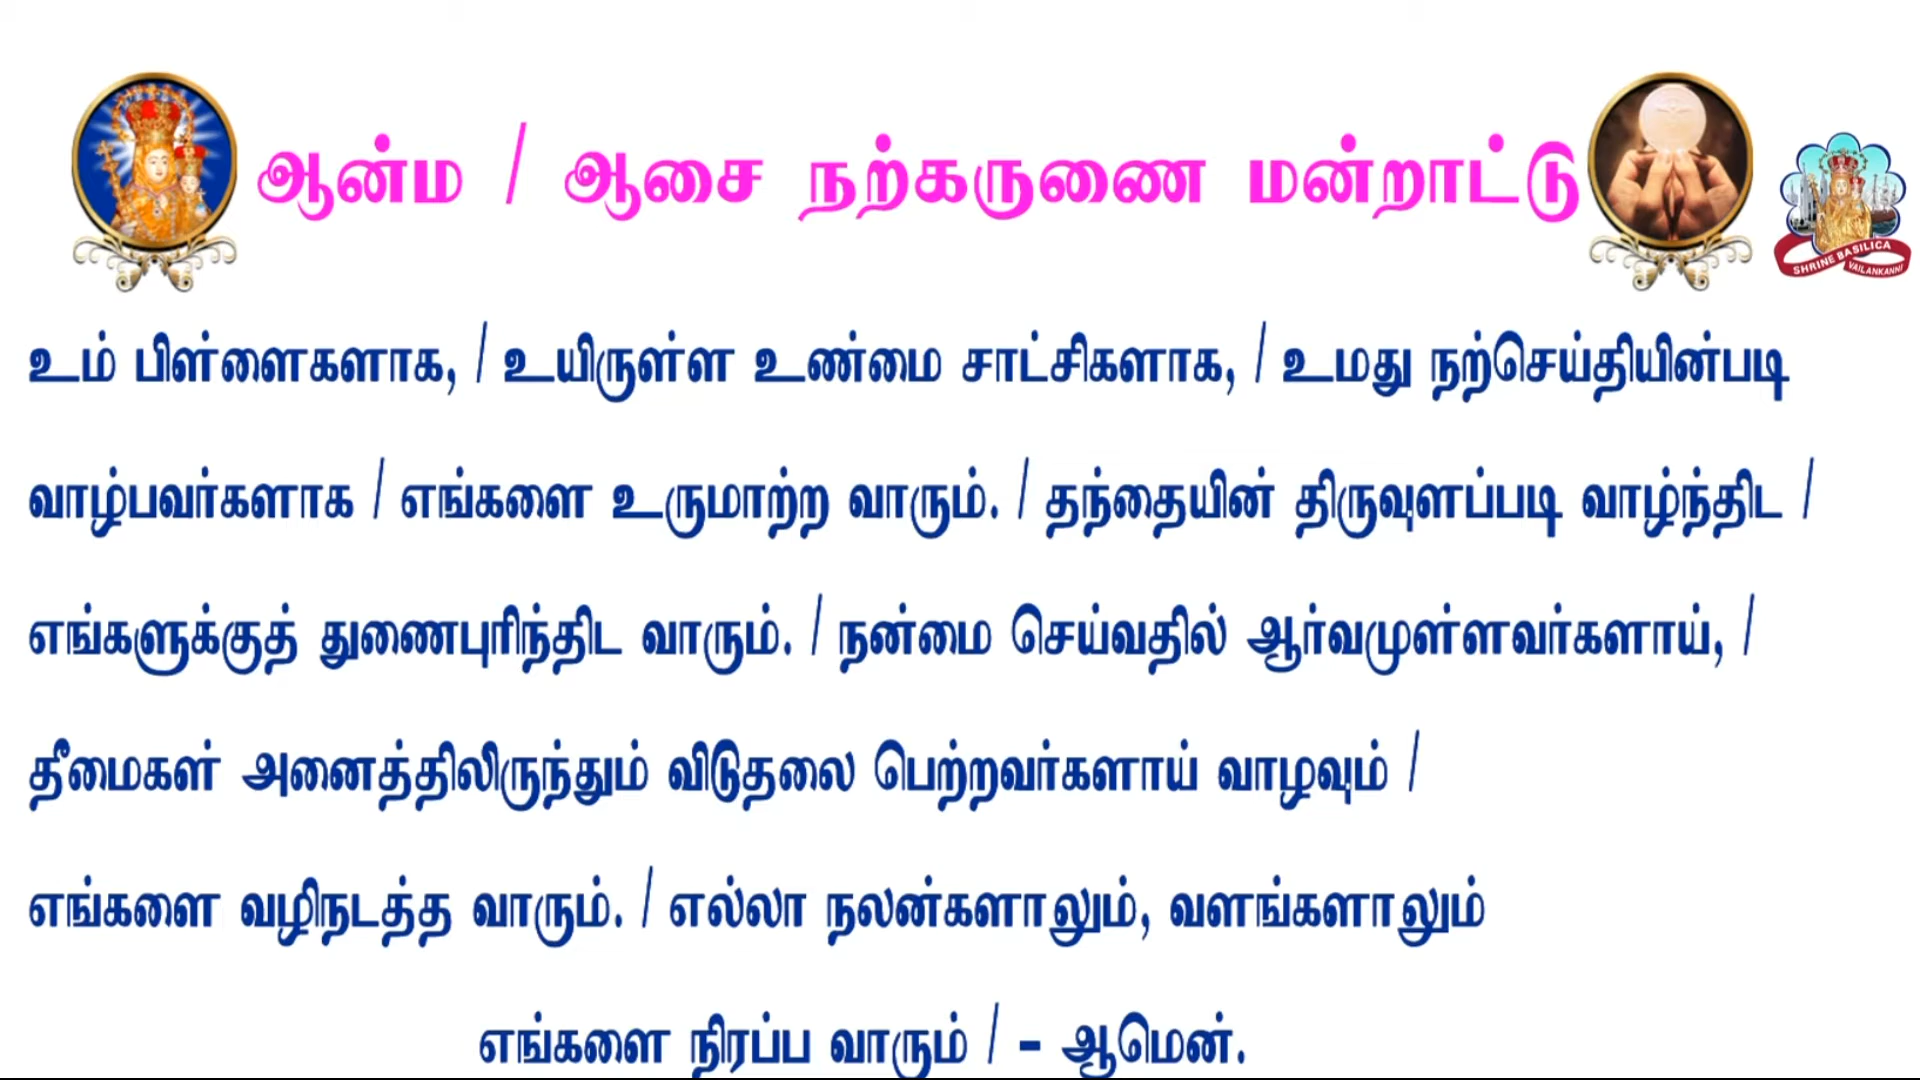 ஆன்ம / ஆசை நற்கருணை மன்றாட்டு
SHRINE BASILICA
VAILANKANNI
உம் பிள்ளைகளாக, / உயிருள்ள உண்மை சாட்சிகளாக, / உமது நற்செய்தியின்படி
வாழ்பவர்களாக / எங்களை உருமாற்ற வாரும். / தந்தையின் திருவுளப்படி வாழ்ந்திட /
எங்களுக்குத் துணைபுரிந்திட வாரும். / நன்மை செய்வதில் ஆர்வமுள்ளவர்களாய், /
தீமைகள் அனைத்திலிருந்தும் விடுதலை பெற்றவர்களாய் வாழவும் /
எங்களை வழிநடத்த வாரும். / எல்லா நலன்களாலும், வளங்களாலும்
எங்களை நிரப்ப வாரும் / - ஆமென்.